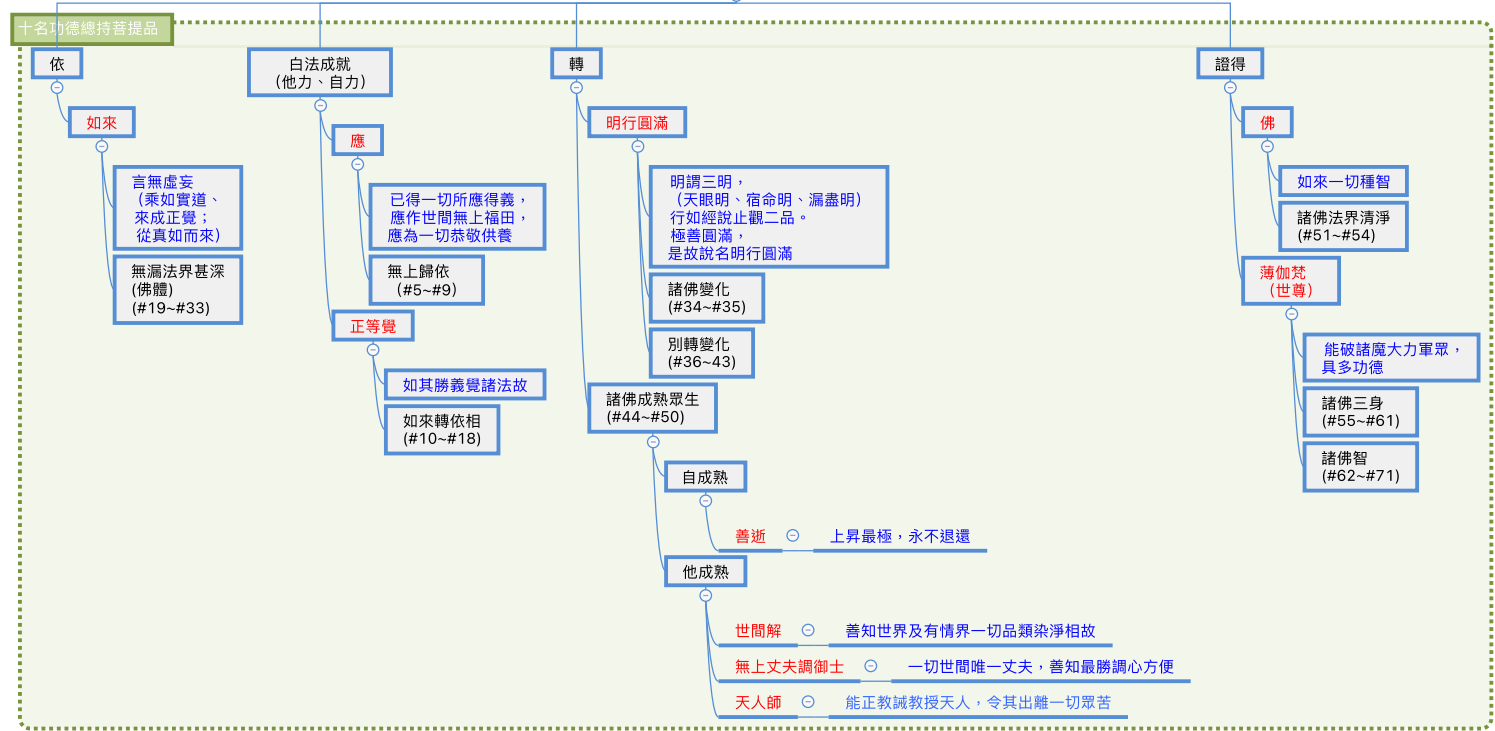 十名功德總持菩提品
依
如來
言無虛妄
（乘如實道、
來成正覺；
從真如而來）
無漏法界甚深
(佛體)
(#19~#33)
白法成就
（他力、自力）
應
已得一切所應得義，
應作世間無上福田，
應為一切恭敬供養
無上歸依
（#5~#9）
正等覺
如其勝義覺諸法故
如來轉依相
(#10~#18)
轉
明行圓滿
明謂三明，
（天眼明、宿命明、漏盡明）
行如經說止觀二品。
極善圓滿，
是故說名明行圓滿
諸佛變化
(#34~#35)
別轉變化
(#36~43)
諸佛成熟眾生
(#44~#50)
自成熟
善逝
上昇最極，永不退還
他成熟
世間解
善知世界及有情界一切品類染淨相故
無上丈夫調御士
一切世間唯一丈夫，善知最勝調心方便
天人師
能正教誡教授天人，令其出離一切眾苦
證得
佛
如來一切種智
諸佛法界清淨
(#51~#54)
薄伽梵
（世尊）
能破諸魔大力軍眾，
具多功德
諸佛三身
(#55~#61)
諸佛智
(#62~#71)